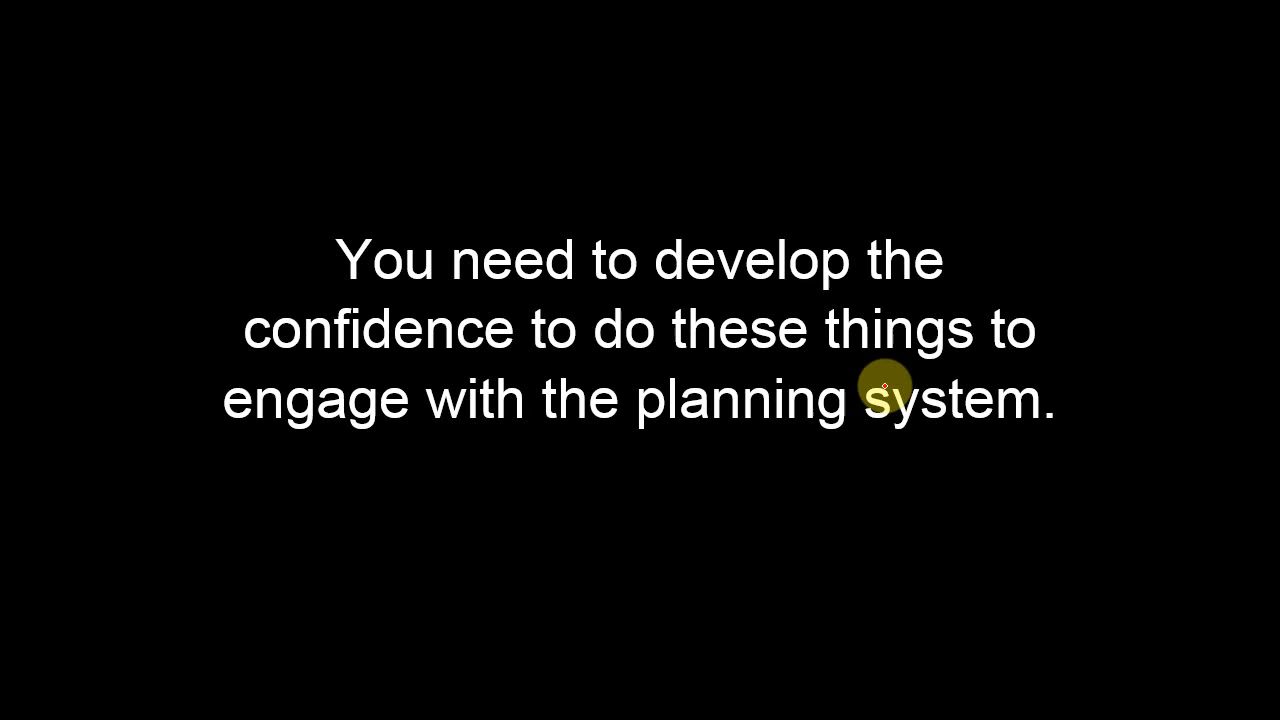 You need to develop the
confidence to do these things to
engage with the planning system.